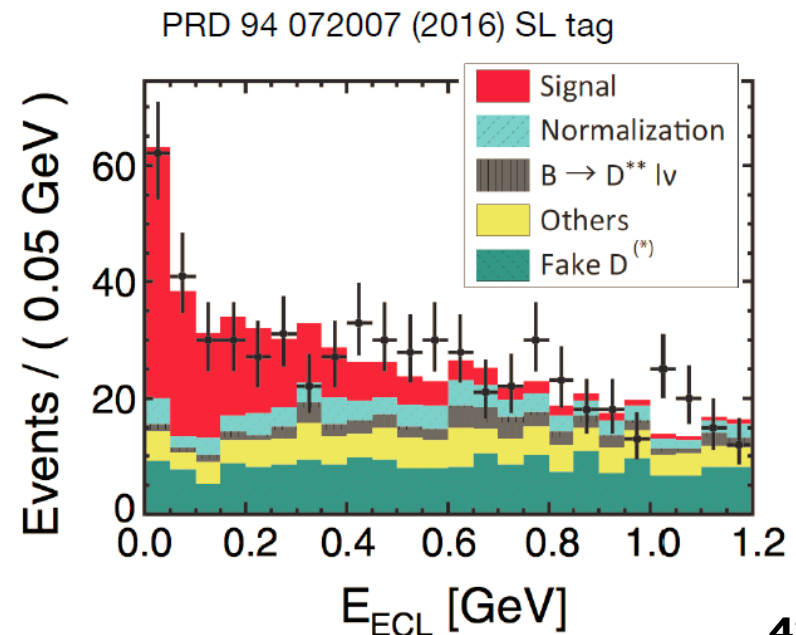 PRD 94 072007 (2016) SL tag
Signal
Normalization
B → D** lν
Others
Fake D(*)
Events / ( 0.05 GeV )
60
40
20
0
0.0 0.2 0.4 0.6 0.8 1.0 1.2
E_ECL [GeV]